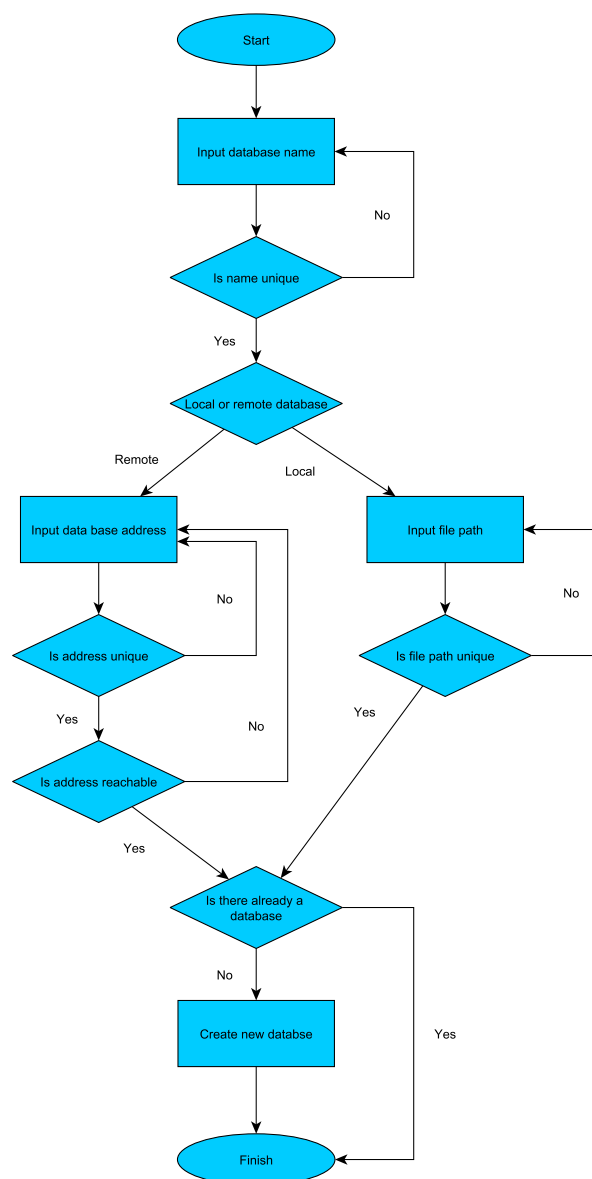 Start
Input database name
No
Is name unique
Yes
Local or remote database
Remote
Local
Input data base address
Input file path
No
No
Is address unique
Is file path unique
Yes
Yes
No
Is address reachable
Yes
Is there already a
database
No
Create new databse
Yes
Finish